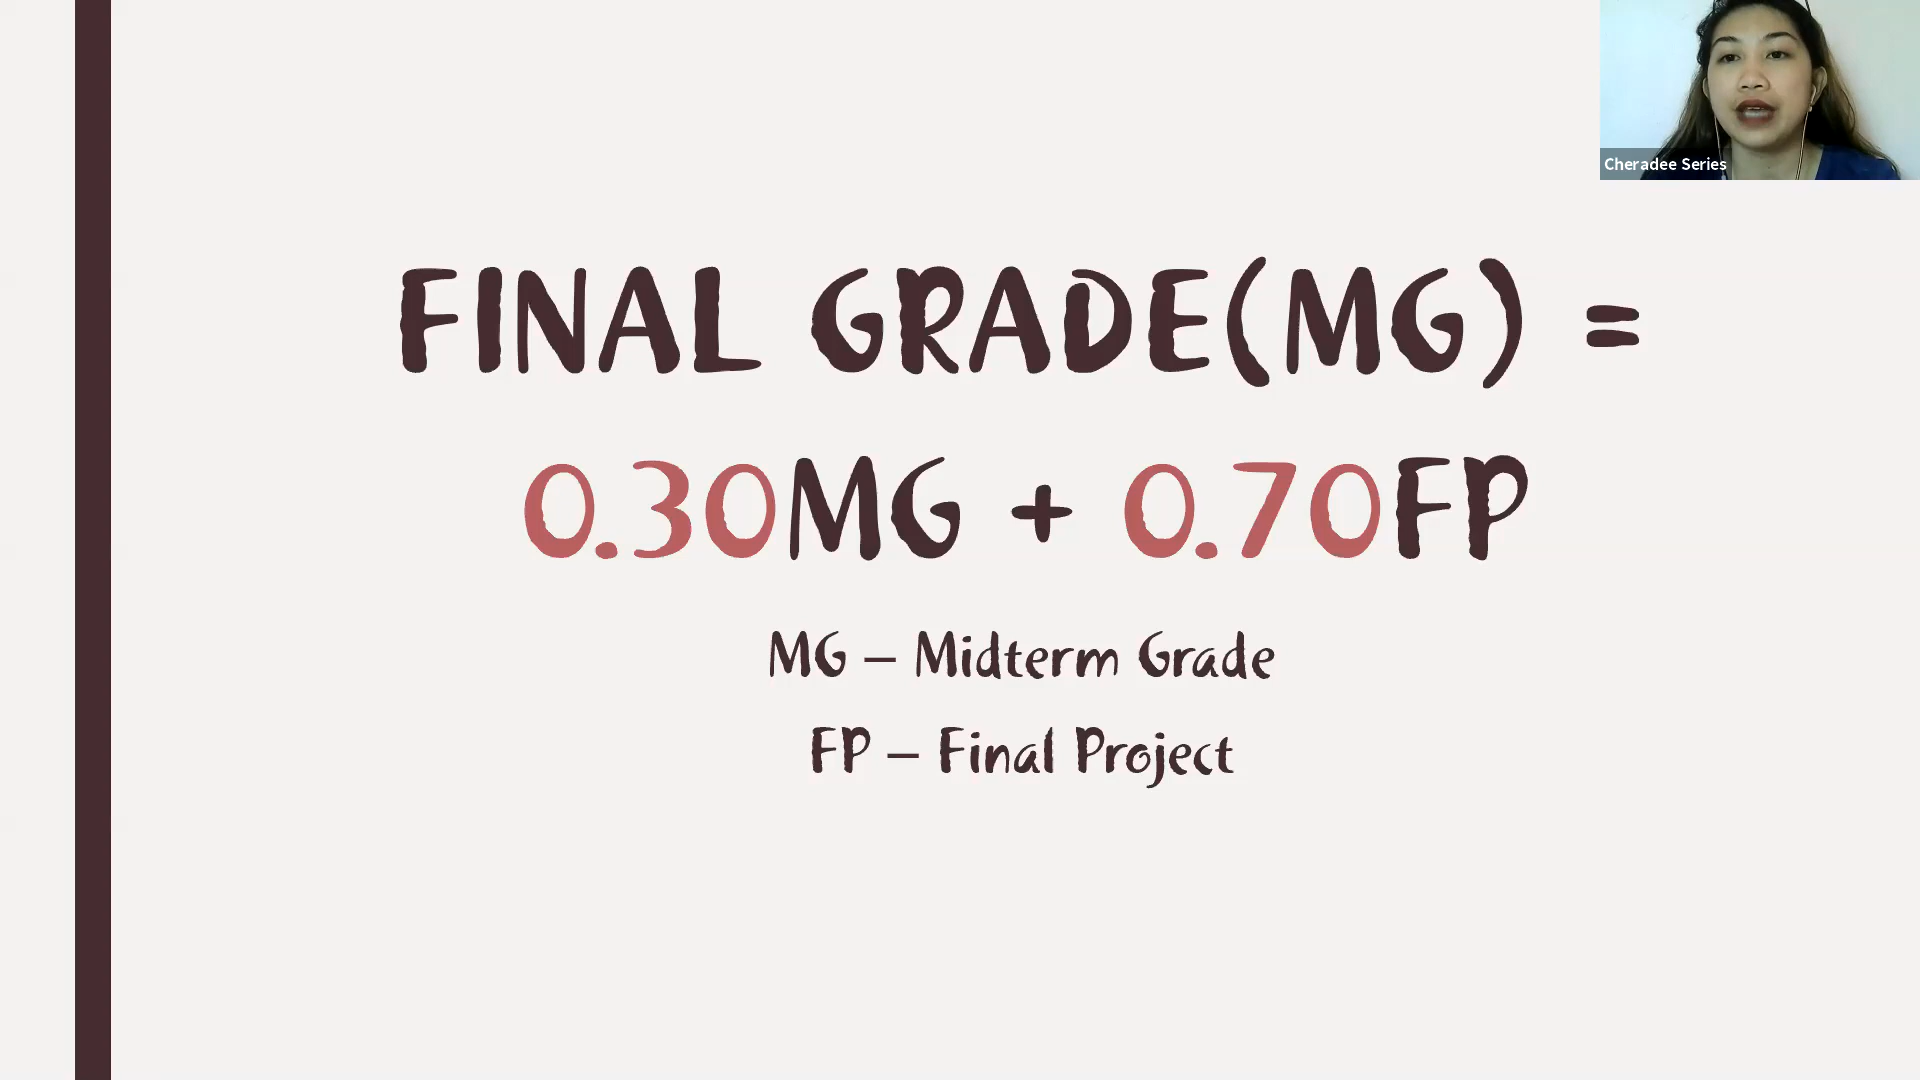 Cheradee Series
FINAL GRADE(MG) =
0.30MG + 0.70FP
MG – Midterm Grade
FP – Final Project